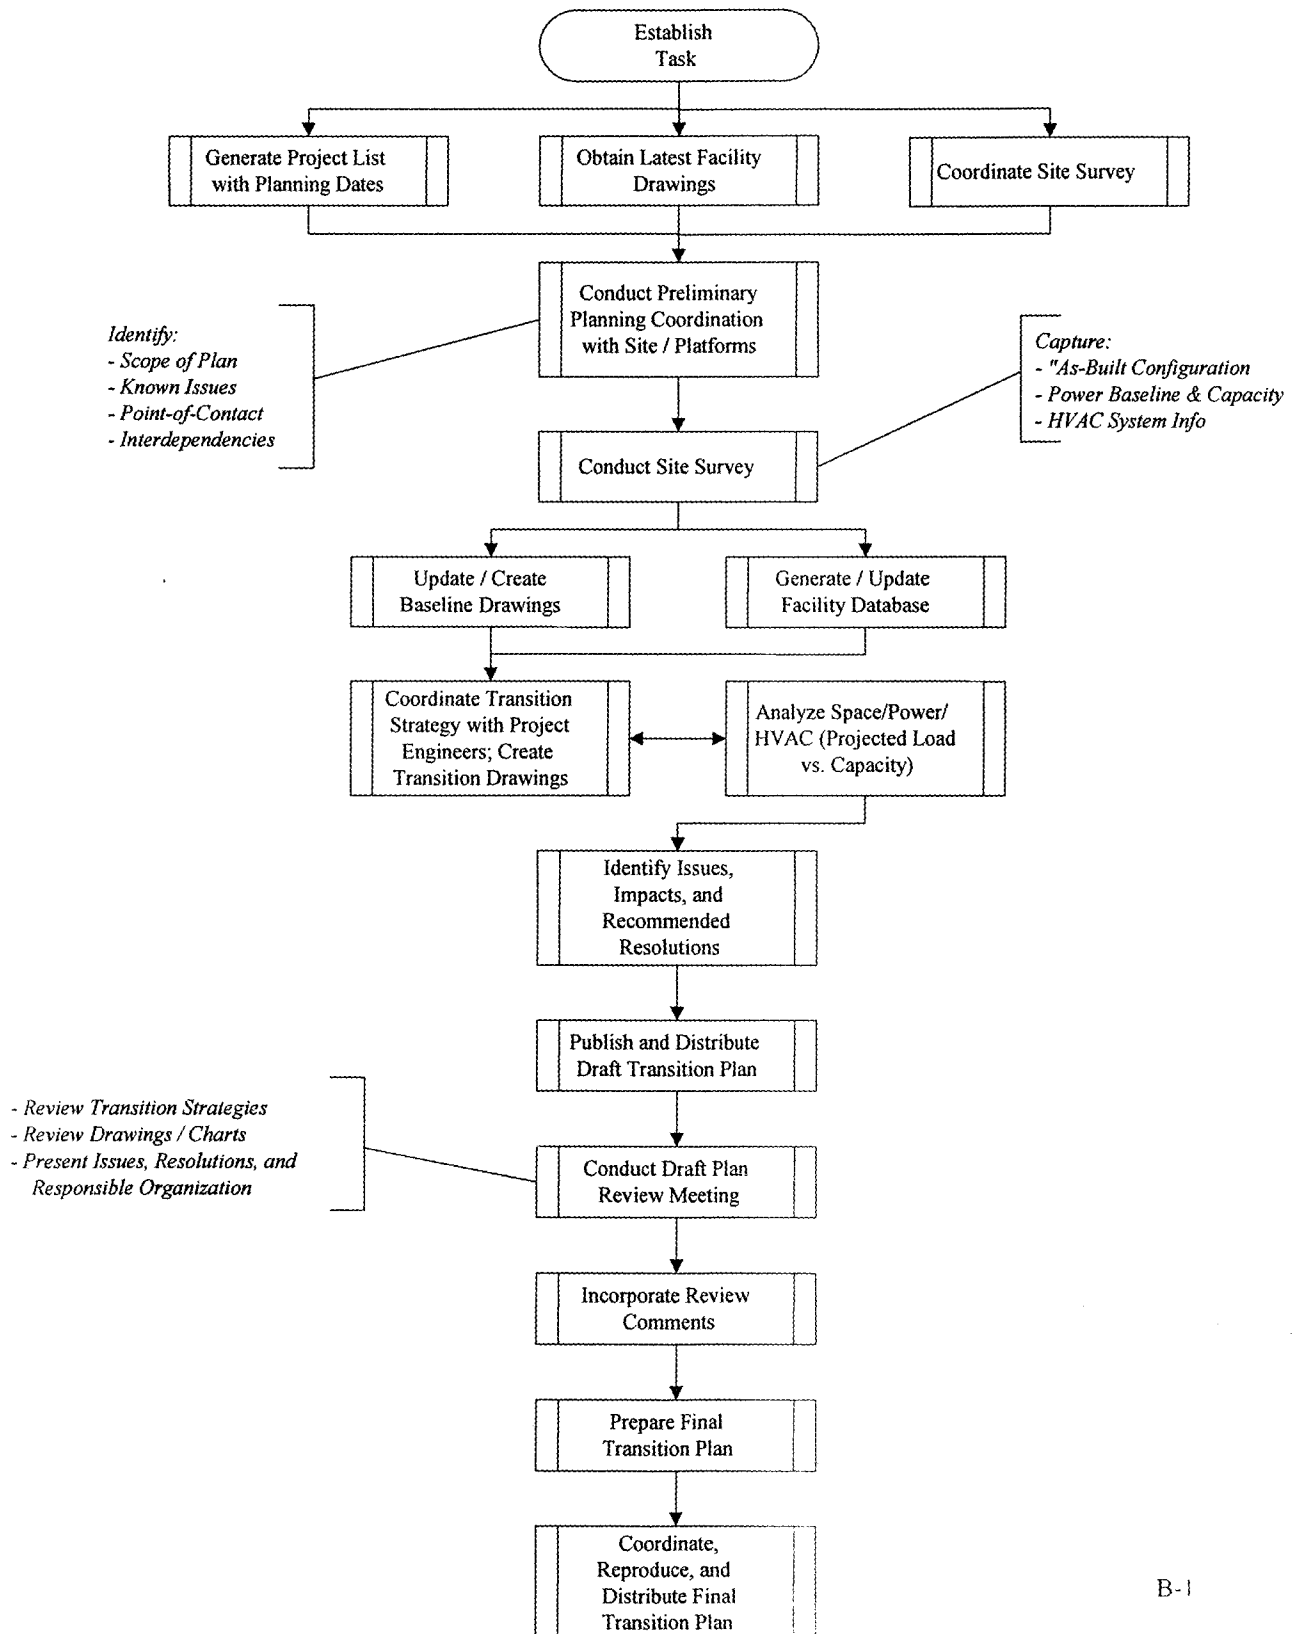 Establish
Task
Generate Project List
with Planning Dates
Obtain Latest Facility
Drawings
Coordinate Site Survey
Conduct Preliminary
Planning Coordination
with Site / Platforms
Identify:
- Scope of Plan
- Known Issues
- Point-of-Contact
- Interdependencies
Capture:
- "As-Built Configuration
- Power Baseline & Capacity
- HVAC System Info
Conduct Site Survey
Update / Create
Baseline Drawings
Generate / Update
Facility Database
Coordinate Transition
Strategy with Project
Engineers; Create
Transition Drawings
Analyze Space/Power/
HVAC (Projected Load
vs. Capacity)
Identify Issues,
Impacts, and
Recommended
Resolutions
Publish and Distribute
Draft Transition Plan
- Review Transition Strategies
- Review Drawings / Charts
- Present Issues, Resolutions, and
Responsible Organization
Conduct Draft Plan
Review Meeting
Incorporate Review
Comments
Prepare Final
Transition Plan
Coordinate,
Reproduce, and
Distribute Final
Transition Plan
B-1